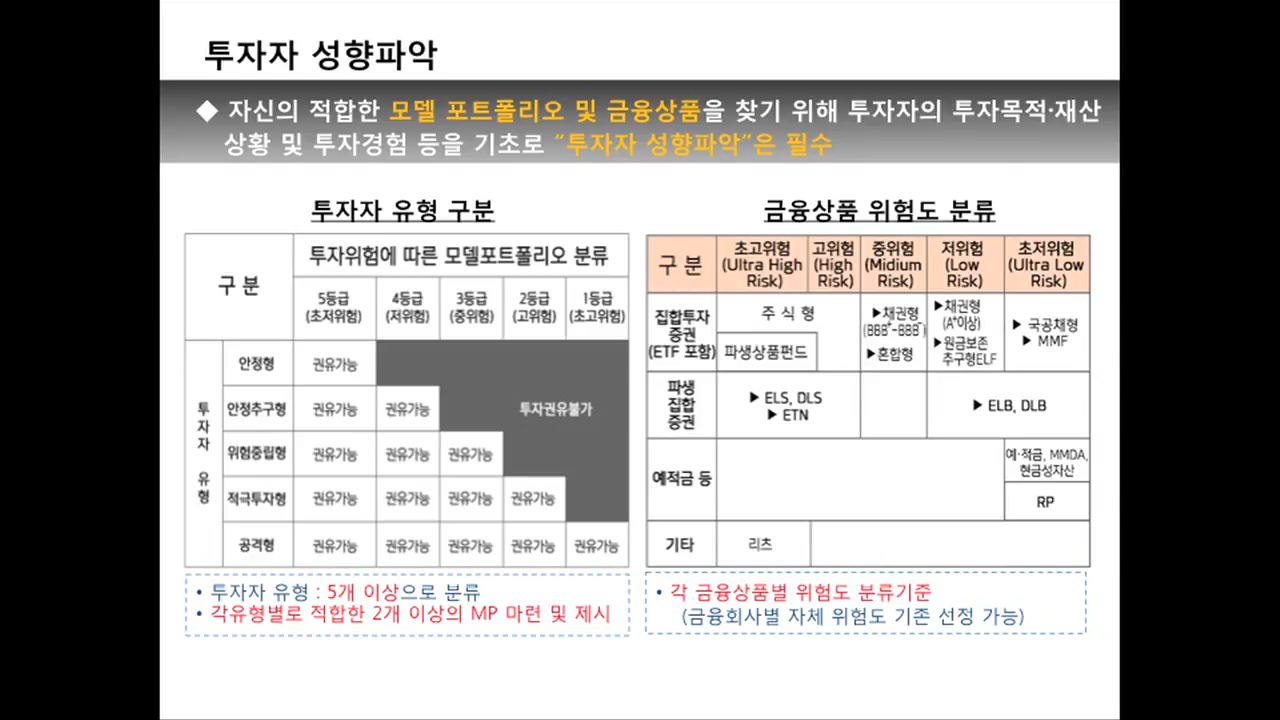 투자자 성향파악
◆ 자신의 적합한 모델 포트폴리오 및 금융상품을 찾기 위해 투자자의 투자목적·재산
상황 및 투자경험 등을 기초로 “투자자 성향파악”은 필수
투자자 유형 구분
구 분
투자위험에 따른 모델포트폴리오 분류
5등급 4등급 3등급 2등급 1등급
(초저위험) (저위험) (중위험) (고위험) (초고위험)
투자자 유형
안정형 권유가능
안정추구형 권유가능 권유가능 투자권유불가
위험중립형 권유가능 권유가능 권유가능
적극투자형 권유가능 권유가능 권유가능 권유가능
공격형 권유가능 권유가능 권유가능 권유가능 권유가능
• 투자자 유형 : 5개 이상으로 분류
• 각유형별로 적합한 2개 이상의 MP 마련 및 제시
금융상품 위험도 분류
구 분
초고위험 고위험 중위험 저위험 초저위험
(Ultra High (High (Midium (Low (Ultra Low
Risk) Risk) Risk) Risk) Risk)
집합투자
증권
(ETF 포함)
주 식 형
파생상품펀드
▶채권형
(BBB⁺-BBB⁻)
▶혼합형
▶채권형
(A⁺이상)
▶원금보존
추구형ELF
▶ 국공채형
▶ MMF
파생
집합
증권
▶ ELS, DLS
▶ ETN
▶ ELB, DLB
예적금 등
예·적금, MMDA,
현금성자산
RP
기타 리츠
• 각 금융상품별 위험도 분류기준
(금융회사별 자체 위험도 기존 선정 가능)